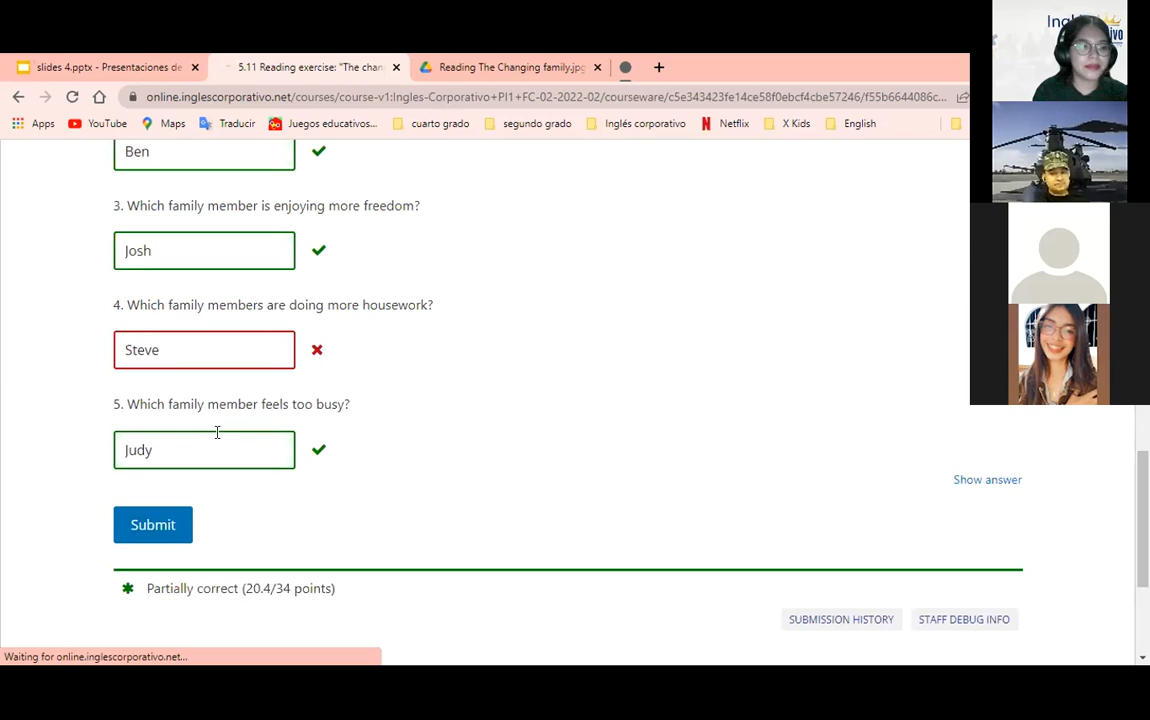 Ing
ivo
slides 4.pptx - Presentaciones de
5.11 Reading exercise: "The chan
Reading The Changing family.jpg
online.inglescorporativo.net/courses/course-v1:Ingles-Corporativo+PI1+FC-02-2022-02/courseware/c5e343423fe14ce58f0ebcf4cbe57246/f55b6644086c...
Apps YouTube Maps Traducir Juegos educativos... cuarto grado segundo grado Inglés corporativo Netflix X Kids English
Ben
3. Which family member is enjoying more freedom?
Josh
4. Which family members are doing more housework?
Steve
5. Which family member feels too busy?
Judy
Show answer
Submit
Partially correct (20.4/34 points)
SUBMISSION HISTORY STAFF DEBUG INFO
Waiting for online.inglescorporativo.net...